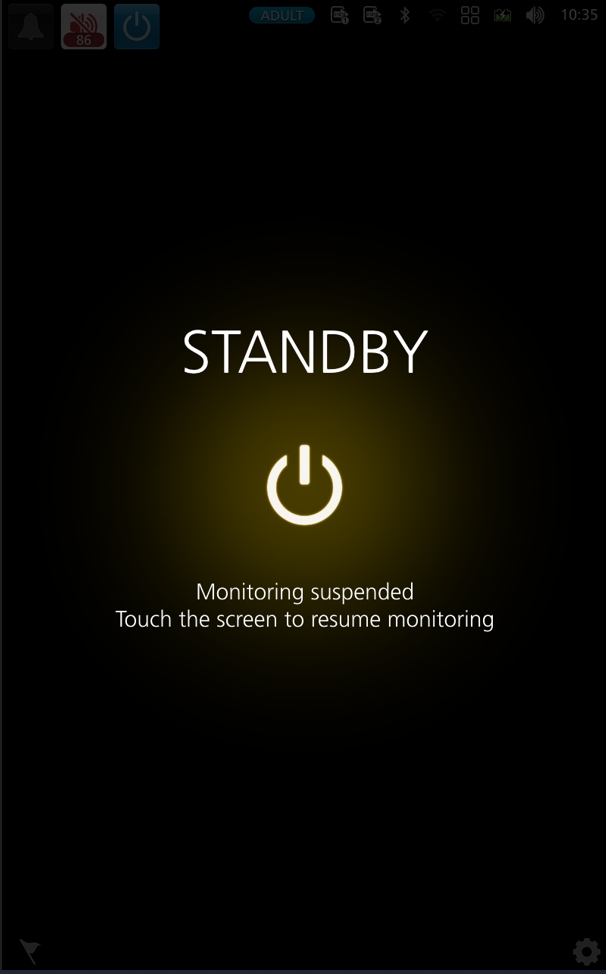 ADULT
10:35
86
STANDBY
Monitoring suspended
Touch the screen to resume monitoring